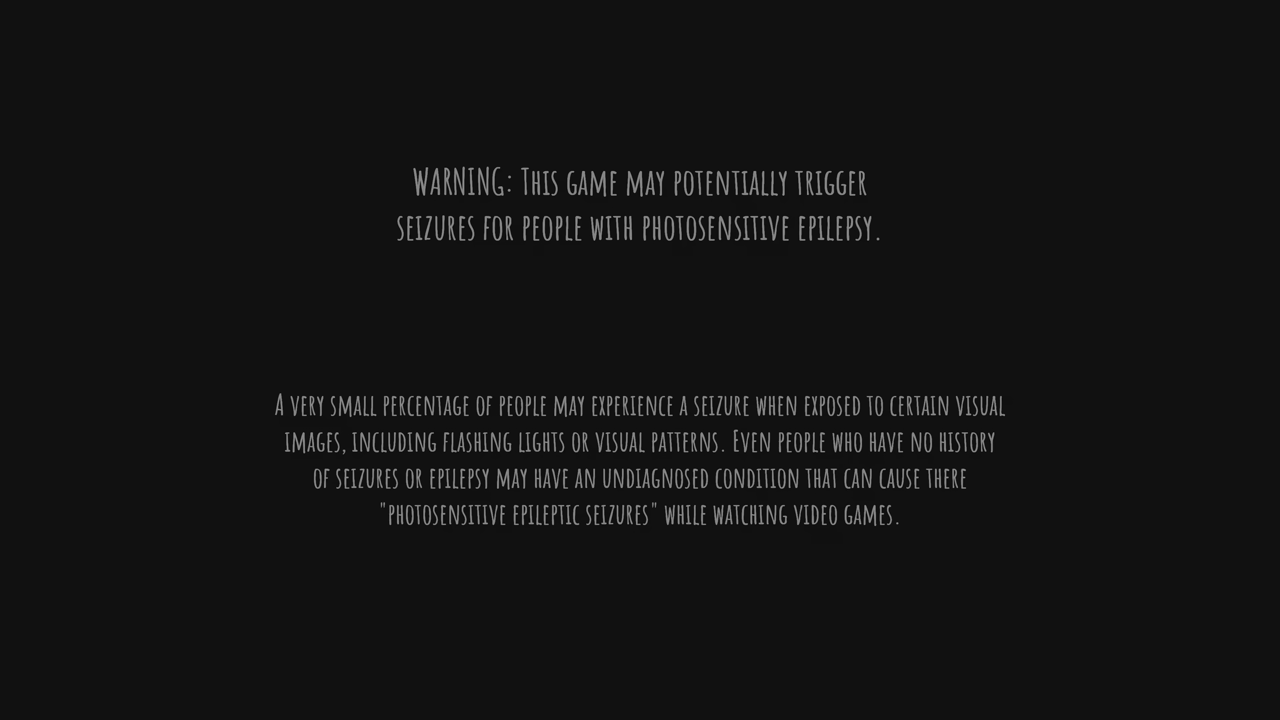 WARNING: This game may potentially trigger
seizures for people with photosensitive epilepsy.
A very small percentage of people may experience a seizure when exposed to certain visual
images, including flashing lights or visual patterns. Even people who have no history
of seizures or epilepsy may have an undiagnosed condition that can cause there
"photosensitive epileptic seizures" while watching video games.